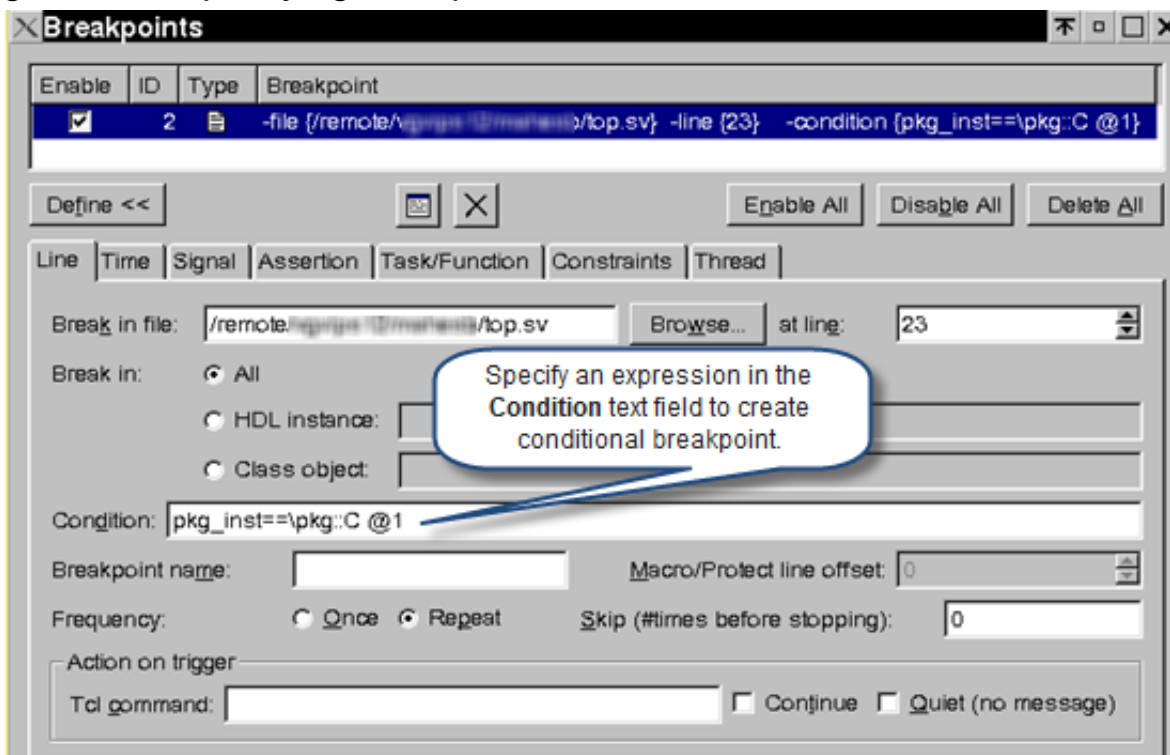 Breakpoints
Enable ID Type Breakpoint
2 -file {/remote/ /top.sv} -line {23} -condition {pkg_inst==\pkg::C @1}
Define << Enable All Disable All Delete All
Line Time Signal Assertion Task/Function Constraints Thread
Break in file: /remote/ /top.sv Browse... at line: 23
Break in: All
HDL instance:
Class object:
Specify an expression in the
Condition text field to create
conditional breakpoint.
Condition: pkg_inst==\pkg::C @1
Breakpoint name: Macro/Protect line offset: 0
Frequency: Once Repeat Skip (#times before stopping): 0
Action on trigger
Tcl command: Continue Quiet (no message)